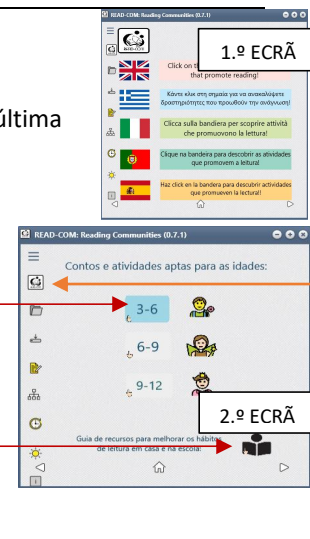 READ-COM: Reading Communities (0.7.1)
READ-COM
1.º ECRÃ
Click on th
that promote reading!
Κάντε κλικ στη σημαία για να ανακαλύψετε
δραστηριότητες που προωθούν την ανάγνωση!
Clicca sulla bandiera per scoprire attività
che promuovono la lettura!
Clique na bandeira para descobrir as atividades
que promovem a leitura!
Haz click en la bandera para descubrir actividades
que promueven la lectura!
última
READ-COM: Reading Communities (0.7.1)
Contos e atividades aptas para as idades:
3-6
6-9
9-12
2.º ECRÃ
Guia de recursos para melhorar os hábitos
de leitura em casa e na escola: